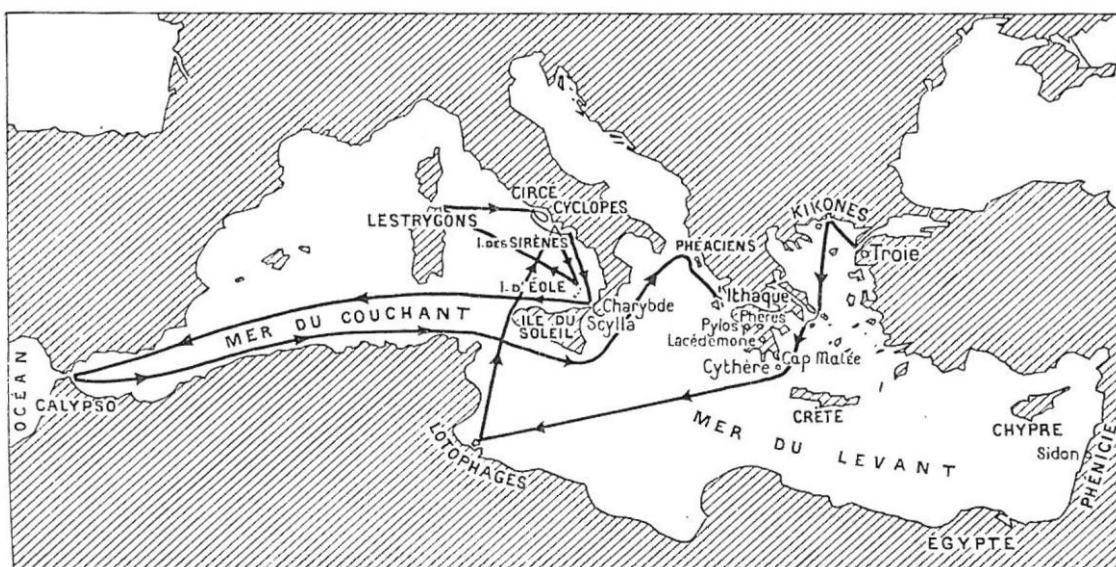 CIRCÉ
CYCLOPES
LESTRYGONS
KIKONES
I. DES SIRÈNES
PHÉACIENS
Troie
I. D'ÉOLE
Ithaque
Charybde
Phères
MER DU COUCHANT
ILE DU
SOLEIL
Scylla
Pylos
Lacédémone
OCÉAN
Cythère
Cap Malée
CALYPSO
CRÈTE
CHYPRE
MER DU LEVANT
Sidon
PHÉNICIE
LOTOPHAGES
ÉGYPTE